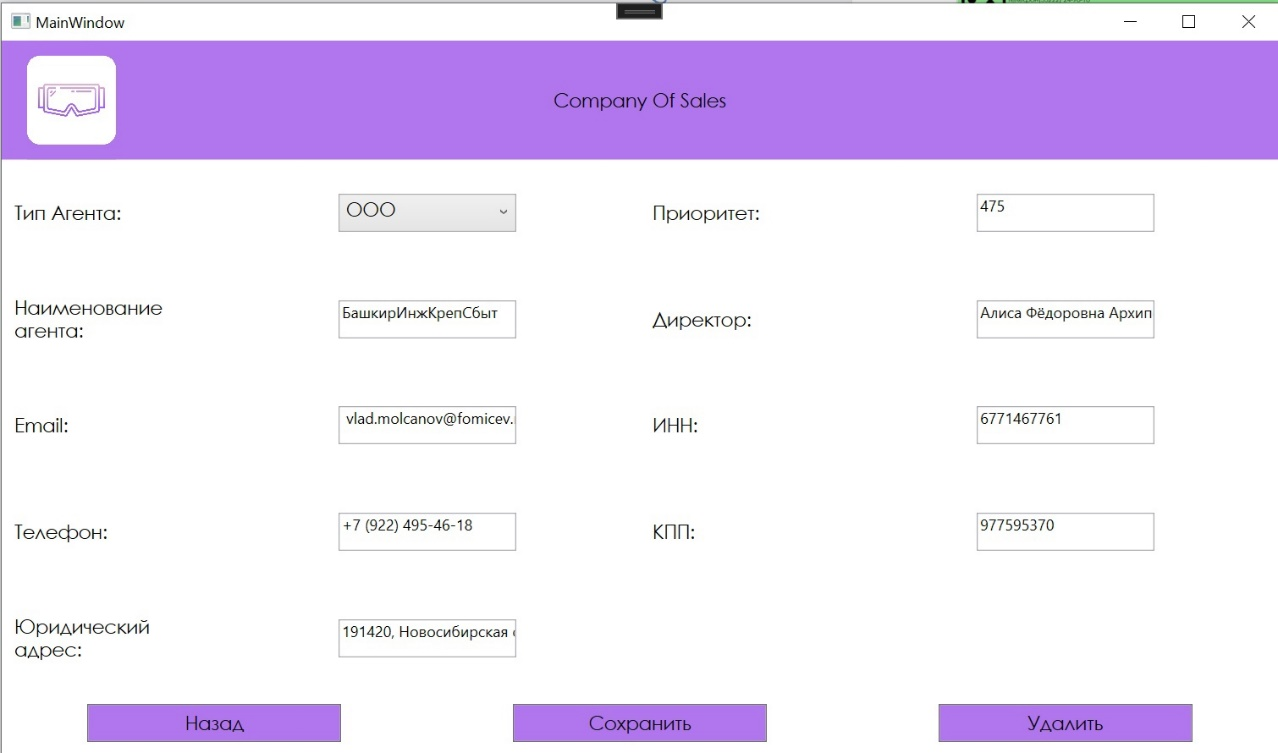 MainWindow
Company Of Sales
Тип Агента:
ООО
Приоритет:
475
Наименование
агента:
БашкирИнжКрепСбыт
Директор:
Алиса Фёдоровна Архип
Email:
vlad.molcanov@fomicev.
ИНН:
6771467761
Телефон:
+7 (922) 495-46-18
КПП:
977595370
Юридический
адрес:
191420, Новосибирская
Назад
Сохранить
Удалить